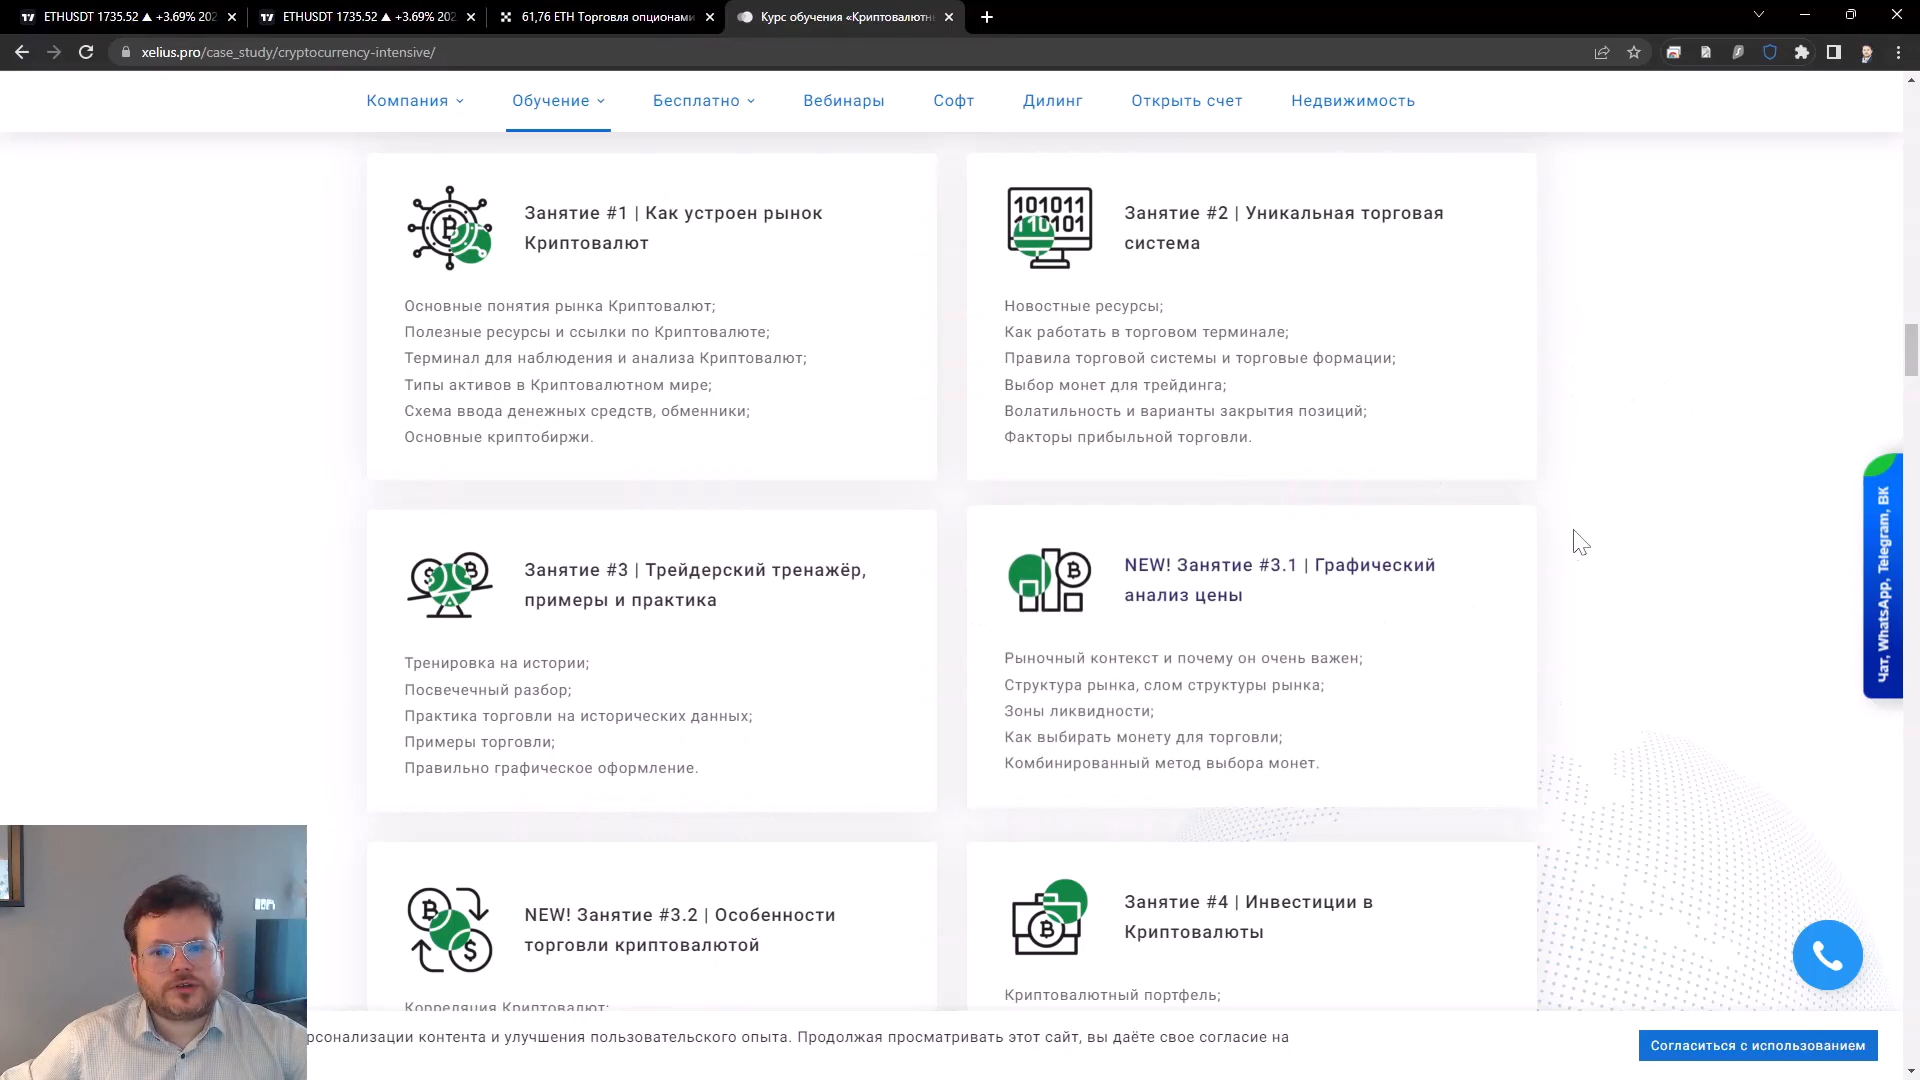 ETHUSDT 1735.52 ▲ +3.69% 202
ETHUSDT 1735.52 ▲ +3.69% 202
61,76 ETH Торговля опционами
Курс обучения «Криптовалютн
xelius.pro/case_study/cryptocurrency-intensive/
Компания
Обучение
Бесплатно
Вебинары
Софт
Дилинг
Открыть счет
Недвижимость
Занятие #1 | Как устроен рынок
Криптовалют
Основные понятия рынка Криптовалют;
Полезные ресурсы и ссылки по Криптовалюте;
Терминал для наблюдения и анализа Криптовалют;
Типы активов в Криптовалютном мире;
Схема ввода денежных средств, обменники;
Основные криптобиржи.
101011
110101
Занятие #2 | Уникальная торговая
система
Новостные ресурсы;
Как работать в торговом терминале;
Правила торговой системы и торговые формации;
Выбор монет для трейдинга;
Волатильность и варианты закрытия позиций;
Факторы прибыльной торговли.
Занятие #3 | Трейдерский тренажёр,
примеры и практика
Тренировка на истории;
Посвечечный разбор;
Практика торговли на исторических данных;
Примеры торговли;
Правильно графическое оформление.
NEW! Занятие #3.1 | Графический
анализ цены
Рыночный контекст и почему он очень важен;
Структура рынка, слом структуры рынка;
Зоны ликвидности;
Как выбирать монету для торговли;
Комбинированный метод выбора монет.
NEW! Занятие #3.2 | Особенности
торговли криптовалютой
Корреляция Криптовалют;
Занятие #4 | Инвестиции в
Криптовалюты
Криптовалютный портфель;
Чат, WhatsApp, Telegram, ВК
рсонализации контента и улучшения пользовательского опыта. Продолжая просматривать этот сайт, вы даёте свое согласие на
Согласиться с использованием